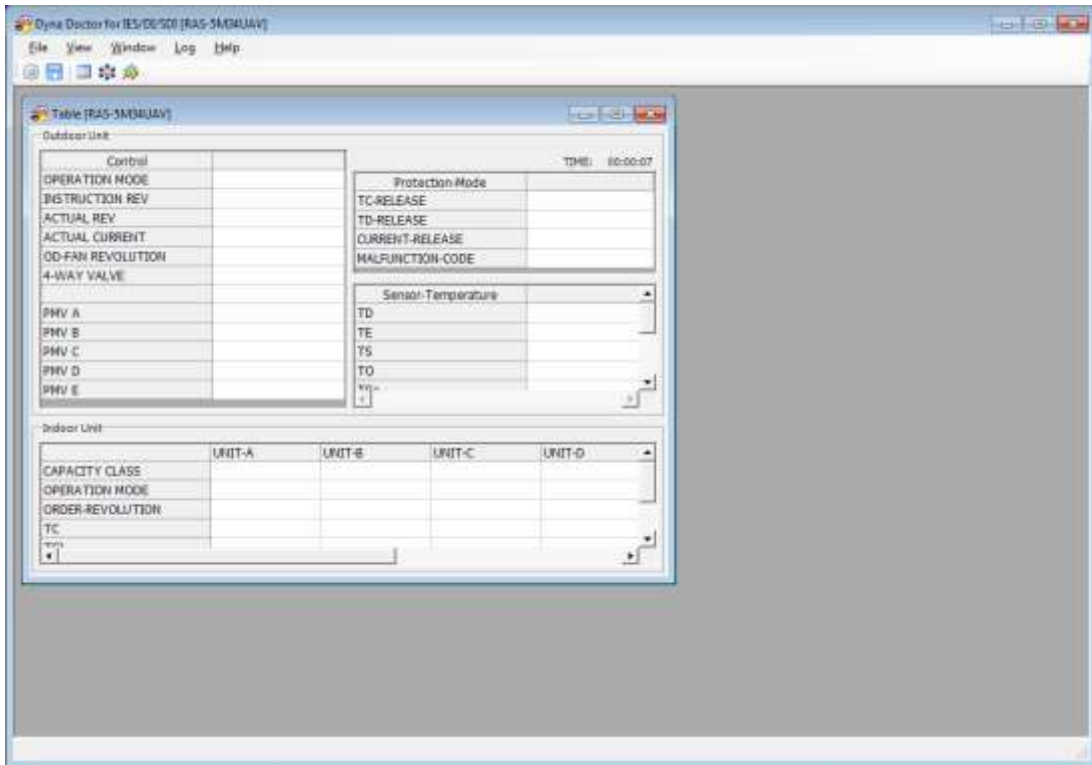 Dyna Doctor for IES/DI/SDI [RAS-5M34UAV]
File View Window Log Help
Table [RAS-5M34UAV]
Outdoor Unit
TIME: 00:00:07
Control
OPERATION MODE
INSTRUCTION REV
ACTUAL REV
ACTUAL CURRENT
OD-FAN REVOLUTION
4-WAY VALVE
PMV A
PMV B
PMV C
PMV D
PMV E
Protection-Mode
TC-RELEASE
TD-RELEASE
CURRENT-RELEASE
MALFUNCTION-CODE
Sensor-Temperature
TD
TE
TS
TO
Indoor Unit
UNIT-A UNIT-B UNIT-C UNIT-D
CAPACITY CLASS
OPERATION MODE
ORDER-REVOLUTION
TC